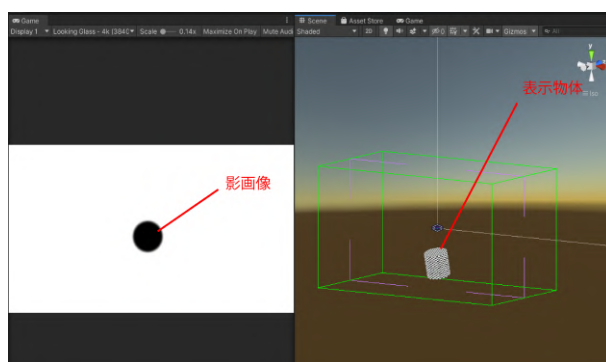 Game
Display 1 Looking Glass - 4k (384( Scale 0.14x Maximize On Play Mute Audi
影画像
Scene Asset Store Game
Shaded 2D Gizmos
y
表示物体